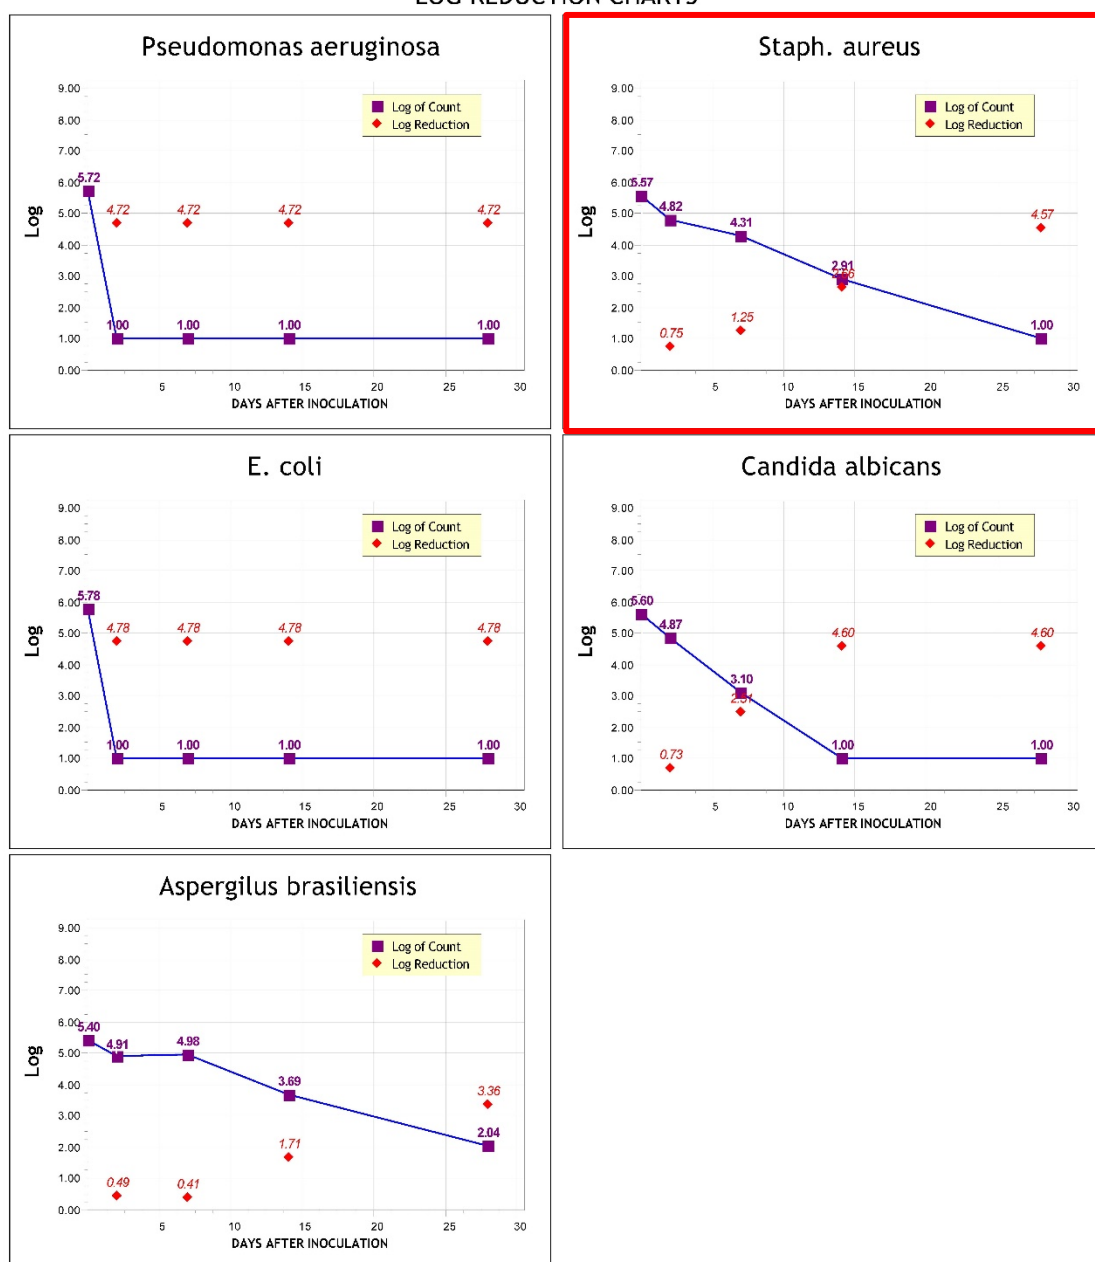 LOG REDUCTION CHARTS
Pseudomonas aeruginosa
9.00
8.00
7.00
6.00
5.00
4.00
3.00
2.00
1.00
0.00
Log
Log of Count
Log Reduction
5.72
4.72 4.72 4.72 4.72
1.00 1.00 1.00 1.00
5 10 15 20 25 30
DAYS AFTER INOCULATION
Staph. aureus
9.00
8.00
7.00
6.00
5.00
4.00
3.00
2.00
1.00
0.00
Log
Log of Count
Log Reduction
5.57
4.82
4.31
2.91
1.00
0.75
1.25
4.57
5 10 15 20 25 30
DAYS AFTER INOCULATION
E. coli
9.00
8.00
7.00
6.00
5.00
4.00
3.00
2.00
1.00
0.00
Log
Log of Count
Log Reduction
5.78
4.78 4.78 4.78 4.78
1.00 1.00 1.00 1.00
5 10 15 20 25 30
DAYS AFTER INOCULATION
Candida albicans
9.00
8.00
7.00
6.00
5.00
4.00
3.00
2.00
1.00
0.00
Log
Log of Count
Log Reduction
5.60
4.87
3.10
1.00 1.00
0.73
4.60 4.60
5 10 15 20 25 30
DAYS AFTER INOCULATION
Aspergilus brasiliensis
9.00
8.00
7.00
6.00
5.00
4.00
3.00
2.00
1.00
0.00
Log
Log of Count
Log Reduction
5.40
4.91
4.98
3.69
2.04
0.49
0.41
1.71
3.36
5 10 15 20 25 30
DAYS AFTER INOCULATION